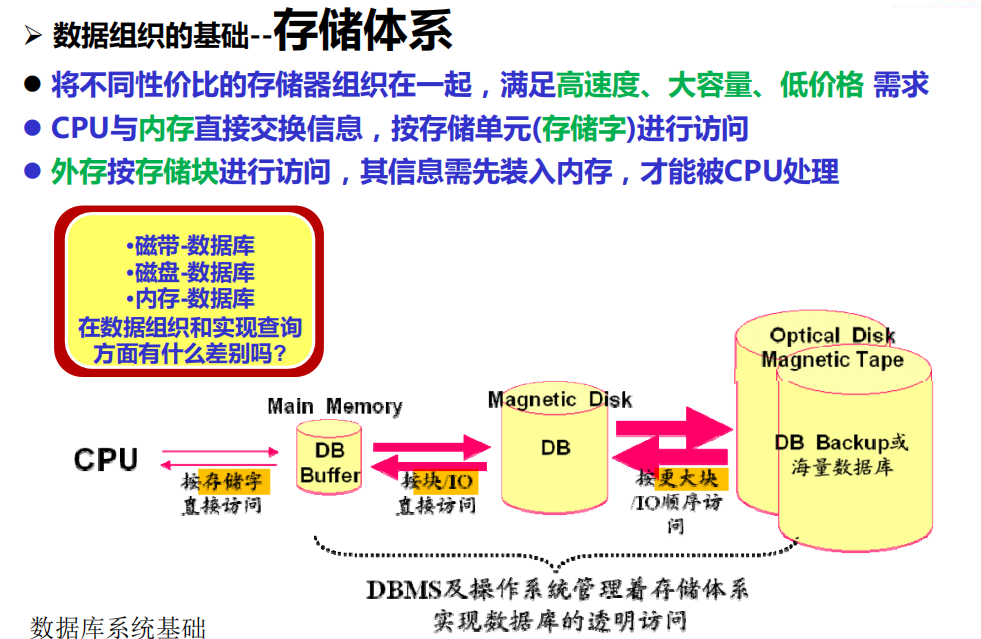 ➢ 数据组织的基础--存储体系
● 将不同性价比的存储器组织在一起，满足高速度、大容量、低价格 需求
● CPU与内存直接交换信息，按存储单元(存储字)进行访问
● 外存按存储块进行访问，其信息需先装入内存，才能被CPU处理
•磁带-数据库
•磁盘-数据库
•内存-数据库
在数据组织和实现查询
方面有什么差别吗?
CPU
按存储字
直接访问
Main Memory
DB
Buffer
按块/IO
直接访问
Magnetic Disk
DB
按更大块
/IO顺序访
问
Optical Disk
Magnetic Tape
DB Backup或
海量数据库
DBMS及操作系统管理着存储体系
实现数据库的透明访问
数据库系统基础